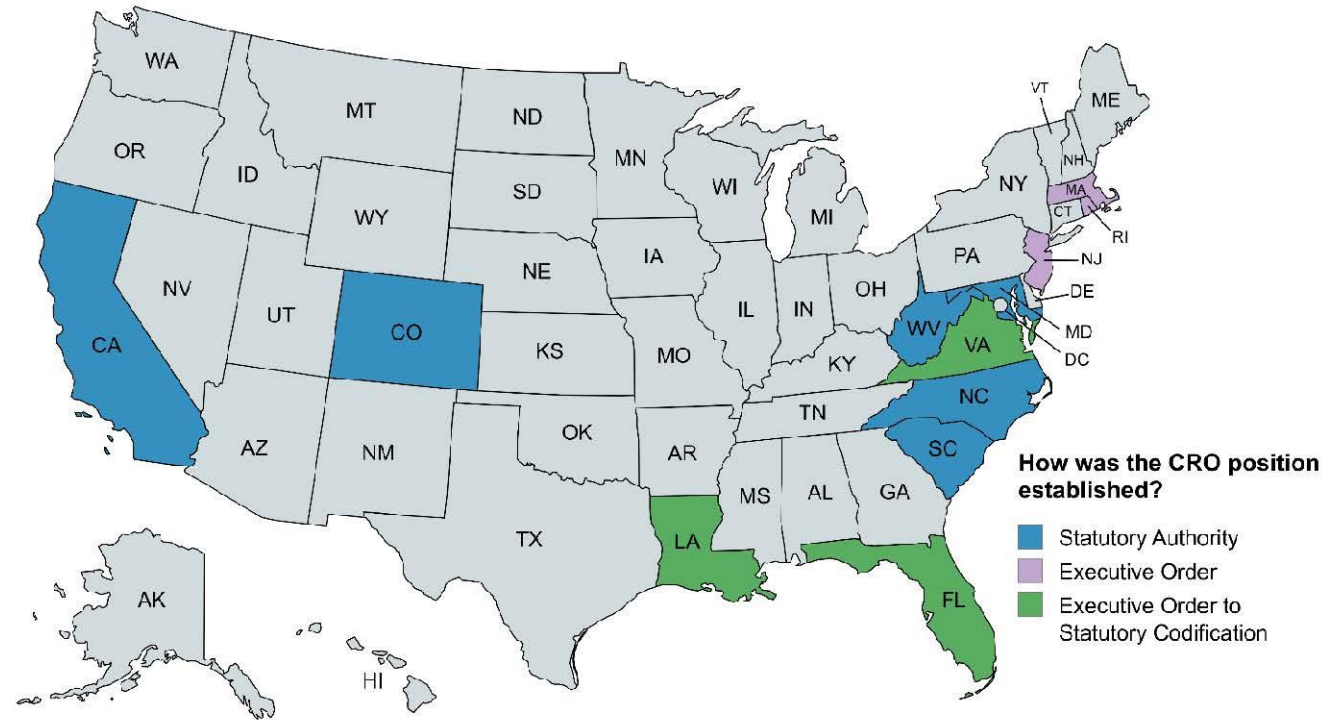 WA
MT
ND
MN
VT
ME
OR
ID
SD
WI
NH
NY
WY
MI
MA
CT
RI
NE
IA
PA
NJ
NV
UT
IL
IN
OH
DE
CA
CO
KS
MO
WV
VA
MD
KY
DC
NC
TN
AZ
NM
OK
AR
SC
MS
AL
GA
TX
LA
FL
AK
HI
How was the CRO position
established?
Statutory Authority
Executive Order
Executive Order to
Statutory Codification